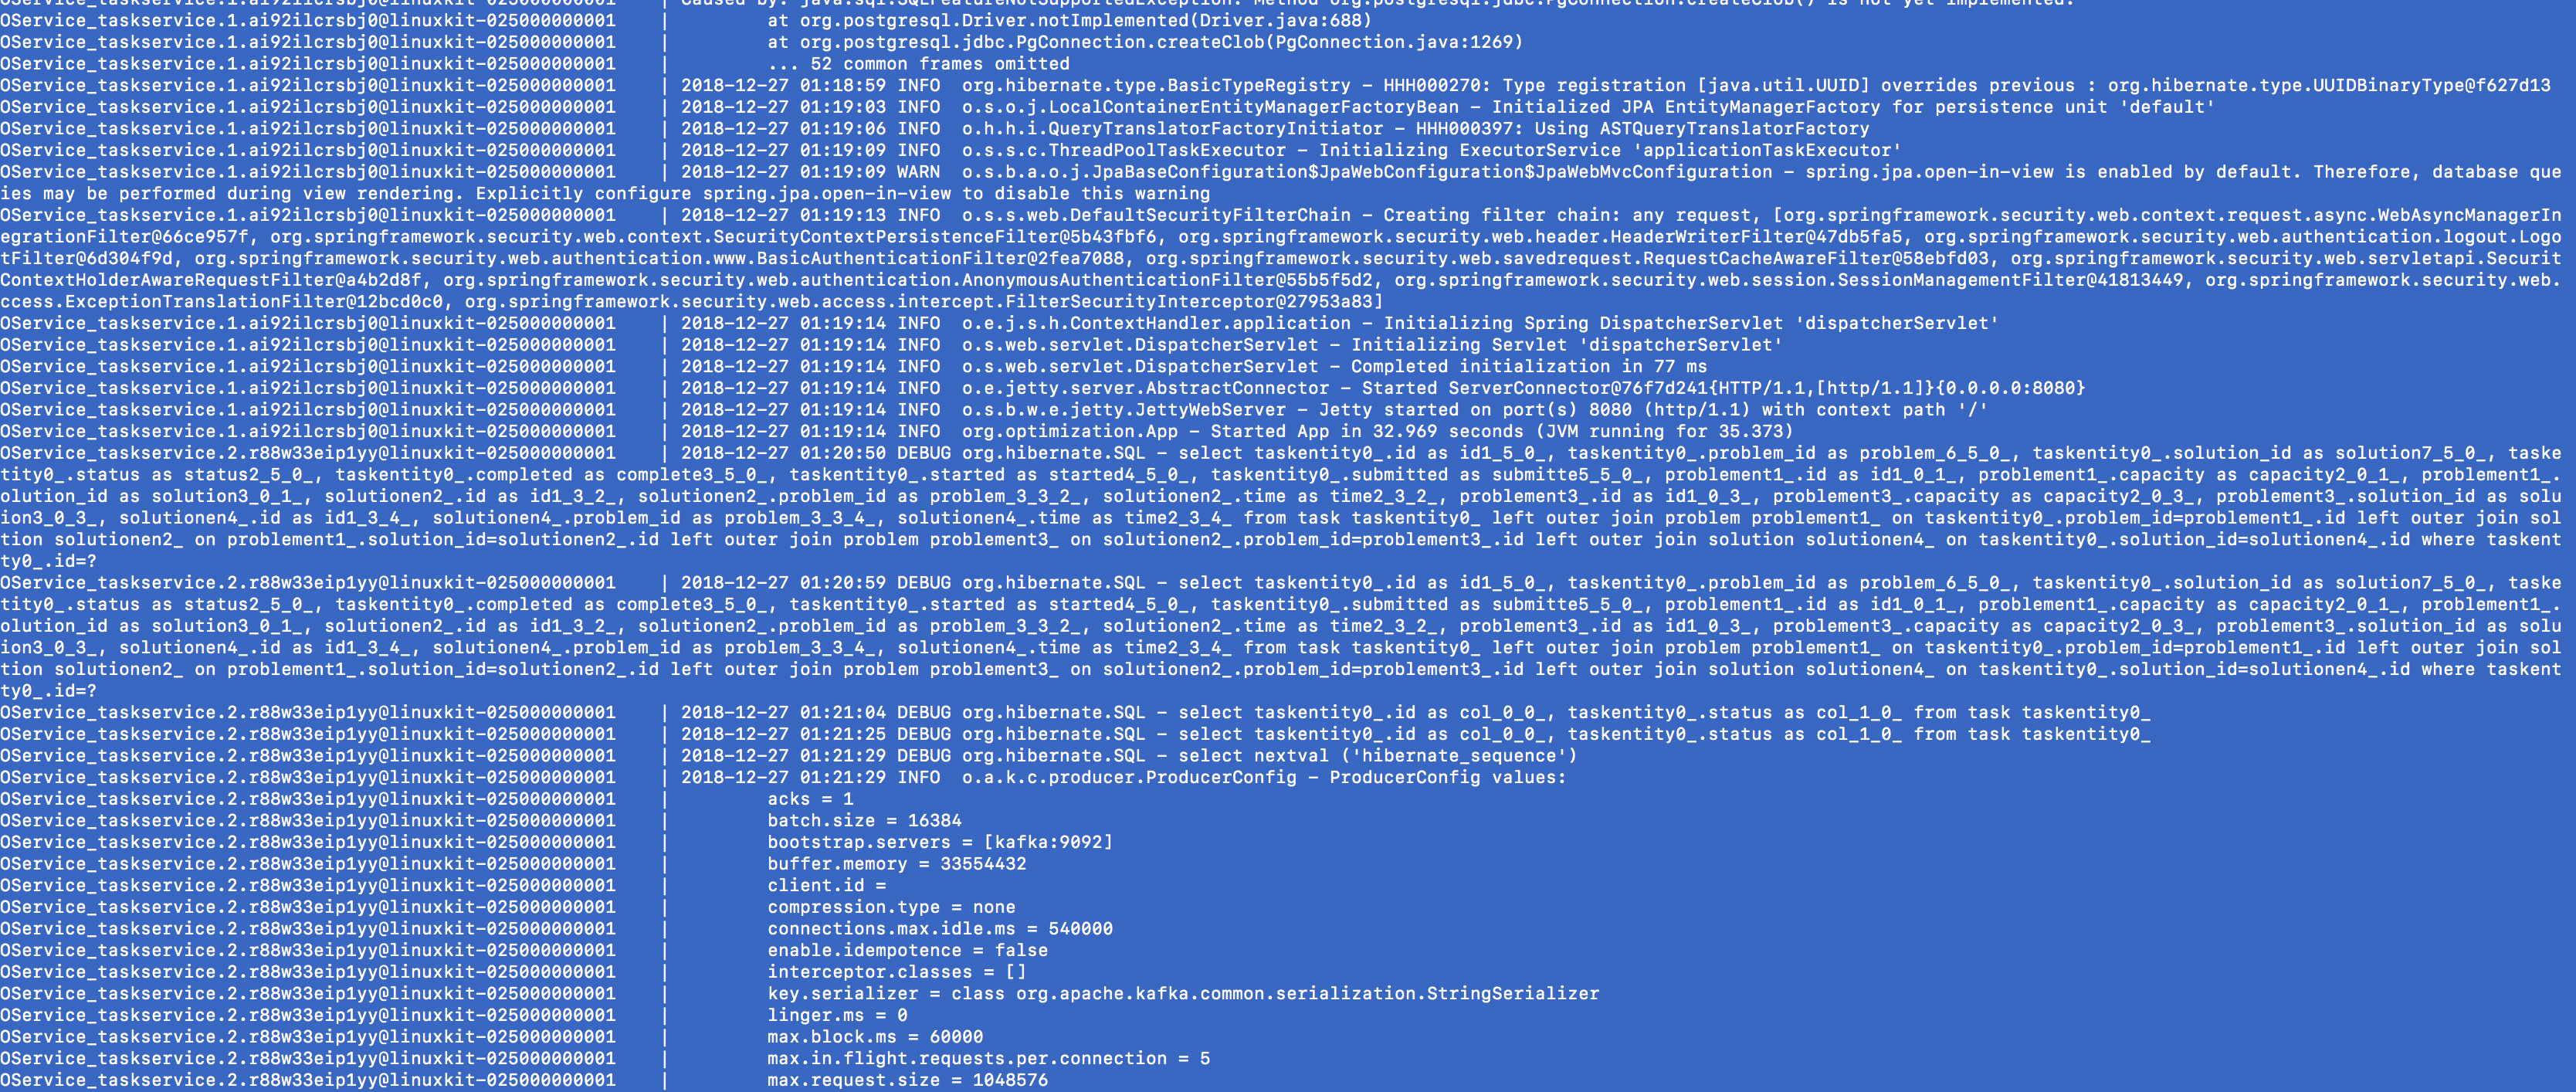 OService_taskservice.1.ai92ilcrsbj0@linuxkit-025000000001    | Caused by: java.sql.SQLFeatureNotSupportedException: Method org.postgresql.jdbc.PgConnection.createClob() is not yet implemented.
OService_taskservice.1.ai92ilcrsbj0@linuxkit-025000000001    |         at org.postgresql.Driver.notImplemented(Driver.java:688)
OService_taskservice.1.ai92ilcrsbj0@linuxkit-025000000001    |         at org.postgresql.jdbc.PgConnection.createClob(PgConnection.java:1269)
OService_taskservice.1.ai92ilcrsbj0@linuxkit-025000000001    |         ... 52 common frames omitted
OService_taskservice.1.ai92ilcrsbj0@linuxkit-025000000001    | 2018-12-27 01:18:59 INFO  org.hibernate.type.BasicTypeRegistry – HHH000270: Type registration [java.util.UUID] overrides previous : org.hibernate.type.UUIDBinaryType@f627d13
OService_taskservice.1.ai92ilcrsbj0@linuxkit-025000000001    | 2018-12-27 01:19:03 INFO  o.s.o.j.LocalContainerEntityManagerFactoryBean – Initialized JPA EntityManagerFactory for persistence unit 'default'
OService_taskservice.1.ai92ilcrsbj0@linuxkit-025000000001    | 2018-12-27 01:19:06 INFO  o.h.h.i.QueryTranslatorFactoryInitiator – HHH000397: Using ASTQueryTranslatorFactory
OService_taskservice.1.ai92ilcrsbj0@linuxkit-025000000001    | 2018-12-27 01:19:09 INFO  o.s.s.c.ThreadPoolTaskExecutor – Initializing ExecutorService 'applicationTaskExecutor'
OService_taskservice.1.ai92ilcrsbj0@linuxkit-025000000001    | 2018-12-27 01:19:09 WARN  o.s.b.a.o.j.JpaBaseConfiguration$JpaWebConfiguration$JpaWebMvcConfiguration – spring.jpa.open-in-view is enabled by default. Therefore, database que
ies may be performed during view rendering. Explicitly configure spring.jpa.open-in-view to disable this warning
OService_taskservice.1.ai92ilcrsbj0@linuxkit-025000000001    | 2018-12-27 01:19:13 INFO  o.s.s.web.DefaultSecurityFilterChain – Creating filter chain: any request, [org.springframework.security.web.context.request.async.WebAsyncManagerIn
egrationFilter@66ce957f, org.springframework.security.web.context.SecurityContextPersistenceFilter@5b43fbf6, org.springframework.security.web.header.HeaderWriterFilter@47db5fa5, org.springframework.security.web.authentication.logout.Logo
tFilter@6d304f9d, org.springframework.security.web.authentication.www.BasicAuthenticationFilter@2fea7088, org.springframework.security.web.savedrequest.RequestCacheAwareFilter@58ebfd03, org.springframework.security.web.servletapi.Securit
ContextHolderAwareRequestFilter@a4b2d8f, org.springframework.security.web.authentication.AnonymousAuthenticationFilter@55b5f5d2, org.springframework.security.web.session.SessionManagementFilter@41813449, org.springframework.security.web.
ccess.ExceptionTranslationFilter@12bcd0c0, org.springframework.security.web.access.intercept.FilterSecurityInterceptor@27953a83]
OService_taskservice.1.ai92ilcrsbj0@linuxkit-025000000001    | 2018-12-27 01:19:14 INFO  o.e.j.s.h.ContextHandler.application – Initializing Spring DispatcherServlet 'dispatcherServlet'
OService_taskservice.1.ai92ilcrsbj0@linuxkit-025000000001    | 2018-12-27 01:19:14 INFO  o.s.web.servlet.DispatcherServlet – Initializing Servlet 'dispatcherServlet'
OService_taskservice.1.ai92ilcrsbj0@linuxkit-025000000001    | 2018-12-27 01:19:14 INFO  o.s.web.servlet.DispatcherServlet – Completed initialization in 77 ms
OService_taskservice.1.ai92ilcrsbj0@linuxkit-025000000001    | 2018-12-27 01:19:14 INFO  o.e.jetty.server.AbstractConnector – Started ServerConnector@76f7d241{HTTP/1.1,[http/1.1]}{0.0.0.0:8080}
OService_taskservice.1.ai92ilcrsbj0@linuxkit-025000000001    | 2018-12-27 01:19:14 INFO  o.s.b.w.e.jetty.JettyWebServer – Jetty started on port(s) 8080 (http/1.1) with context path '/'
OService_taskservice.1.ai92ilcrsbj0@linuxkit-025000000001    | 2018-12-27 01:19:14 INFO  org.optimization.App – Started App in 32.969 seconds (JVM running for 35.373)
OService_taskservice.2.r88w33eip1yy@linuxkit-025000000001    | 2018-12-27 01:20:50 DEBUG org.hibernate.SQL – select taskentity0_.id as id1_5_0_, taskentity0_.problem_id as problem_6_5_0_, taskentity0_.solution_id as solution7_5_0_, taske
tity0_.status as status2_5_0_, taskentity0_.completed as complete3_5_0_, taskentity0_.started as started4_5_0_, taskentity0_.submitted as submitte5_5_0_, problement1_.id as id1_0_1_, problement1_.capacity as capacity2_0_1_, problement1_.
olution_id as solution3_0_1_, solutionen2_.id as id1_3_2_, solutionen2_.problem_id as problem_3_3_2_, solutionen2_.time as time2_3_2_, problement3_.id as id1_0_3_, problement3_.capacity as capacity2_0_3_, problement3_.solution_id as solu
ion3_0_3_, solutionen4_.id as id1_3_4_, solutionen4_.problem_id as problem_3_3_4_, solutionen4_.time as time2_3_4_ from task taskentity0_ left outer join problem problement1_ on taskentity0_.problem_id=problement1_.id left outer join sol
tion solutionen2_ on problement1_.solution_id=solutionen2_.id left outer join problem problement3_ on solutionen2_.problem_id=problement3_.id left outer join solution solutionen4_ on taskentity0_.solution_id=solutionen4_.id where taskent
ty0_.id=?
OService_taskservice.2.r88w33eip1yy@linuxkit-025000000001    | 2018-12-27 01:20:59 DEBUG org.hibernate.SQL – select taskentity0_.id as id1_5_0_, taskentity0_.problem_id as problem_6_5_0_, taskentity0_.solution_id as solution7_5_0_, taske
tity0_.status as status2_5_0_, taskentity0_.completed as complete3_5_0_, taskentity0_.started as started4_5_0_, taskentity0_.submitted as submitte5_5_0_, problement1_.id as id1_0_1_, problement1_.capacity as capacity2_0_1_, problement1_.
olution_id as solution3_0_1_, solutionen2_.id as id1_3_2_, solutionen2_.problem_id as problem_3_3_2_, solutionen2_.time as time2_3_2_, problement3_.id as id1_0_3_, problement3_.capacity as capacity2_0_3_, problement3_.solution_id as solu
ion3_0_3_, solutionen4_.id as id1_3_4_, solutionen4_.problem_id as problem_3_3_4_, solutionen4_.time as time2_3_4_ from task taskentity0_ left outer join problem problement1_ on taskentity0_.problem_id=problement1_.id left outer join sol
tion solutionen2_ on problement1_.solution_id=solutionen2_.id left outer join problem problement3_ on solutionen2_.problem_id=problement3_.id left outer join solution solutionen4_ on taskentity0_.solution_id=solutionen4_.id where taskent
ty0_.id=?
OService_taskservice.2.r88w33eip1yy@linuxkit-025000000001    | 2018-12-27 01:21:04 DEBUG org.hibernate.SQL – select taskentity0_.id as col_0_0_, taskentity0_.status as col_1_0_ from task taskentity0_
OService_taskservice.2.r88w33eip1yy@linuxkit-025000000001    | 2018-12-27 01:21:25 DEBUG org.hibernate.SQL – select taskentity0_.id as col_0_0_, taskentity0_.status as col_1_0_ from task taskentity0_
OService_taskservice.2.r88w33eip1yy@linuxkit-025000000001    | 2018-12-27 01:21:29 DEBUG org.hibernate.SQL – select nextval ('hibernate_sequence')
OService_taskservice.2.r88w33eip1yy@linuxkit-025000000001    | 2018-12-27 01:21:29 INFO  o.a.k.c.producer.ProducerConfig – ProducerConfig values:
OService_taskservice.2.r88w33eip1yy@linuxkit-025000000001    |         acks = 1
OService_taskservice.2.r88w33eip1yy@linuxkit-025000000001    |         batch.size = 16384
OService_taskservice.2.r88w33eip1yy@linuxkit-025000000001    |         bootstrap.servers = [kafka:9092]
OService_taskservice.2.r88w33eip1yy@linuxkit-025000000001    |         buffer.memory = 33554432
OService_taskservice.2.r88w33eip1yy@linuxkit-025000000001    |         client.id =
OService_taskservice.2.r88w33eip1yy@linuxkit-025000000001    |         compression.type = none
OService_taskservice.2.r88w33eip1yy@linuxkit-025000000001    |         connections.max.idle.ms = 540000
OService_taskservice.2.r88w33eip1yy@linuxkit-025000000001    |         enable.idempotence = false
OService_taskservice.2.r88w33eip1yy@linuxkit-025000000001    |         interceptor.classes = []
OService_taskservice.2.r88w33eip1yy@linuxkit-025000000001    |         key.serializer = class org.apache.kafka.common.serialization.StringSerializer
OService_taskservice.2.r88w33eip1yy@linuxkit-025000000001    |         linger.ms = 0
OService_taskservice.2.r88w33eip1yy@linuxkit-025000000001    |         max.block.ms = 60000
OService_taskservice.2.r88w33eip1yy@linuxkit-025000000001    |         max.in.flight.requests.per.connection = 5
OService_taskservice.2.r88w33eip1yy@linuxkit-025000000001    |         max.request.size = 1048576